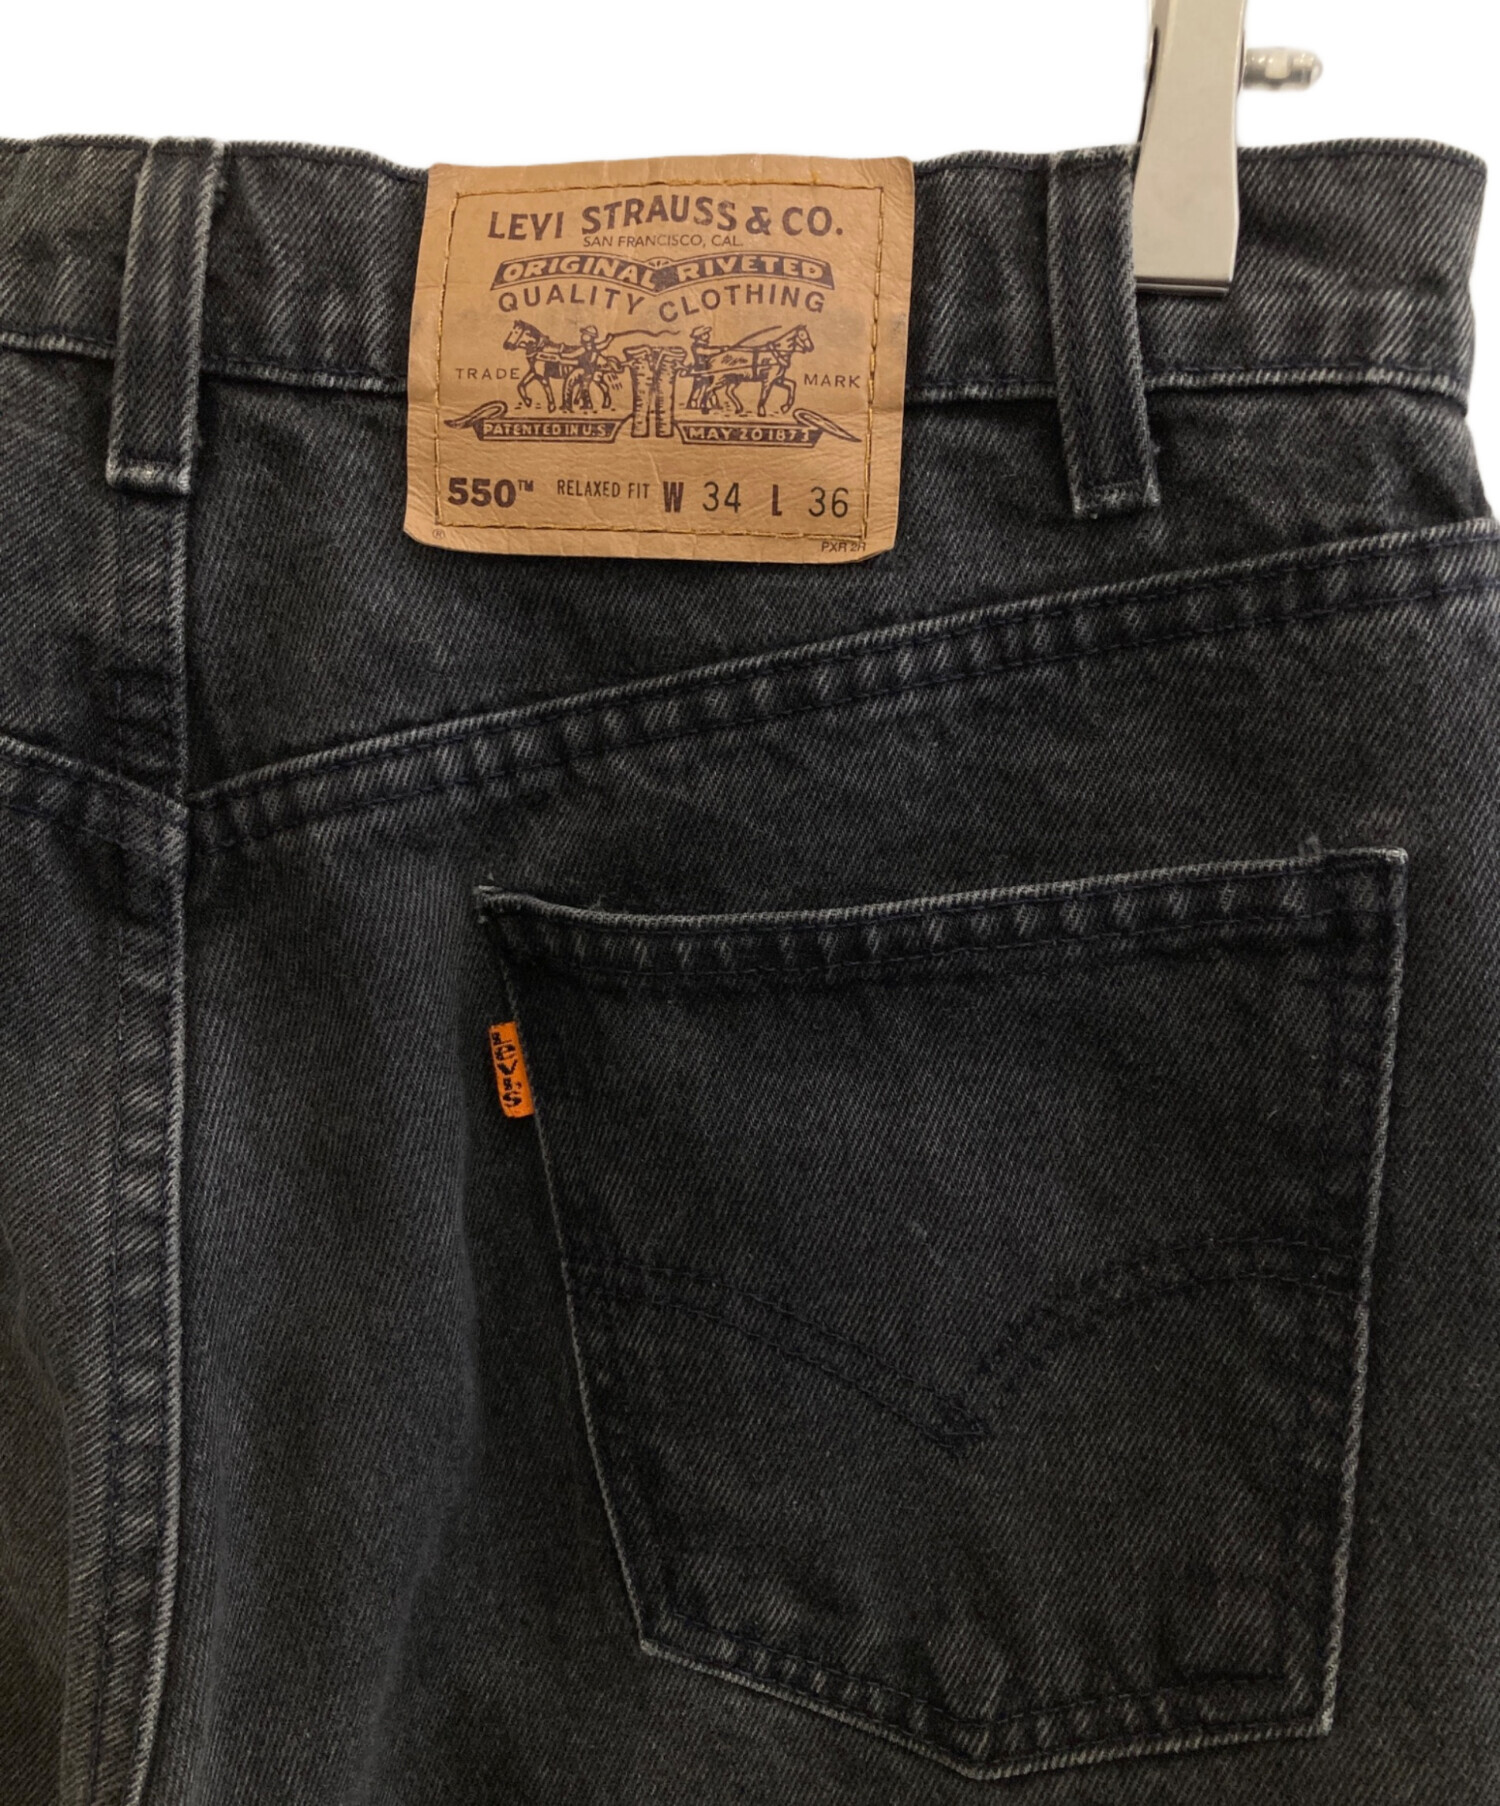 LEVI STRAUSS & CO.
SAN FRANCISCO, CAL.
ORIGINAL RIVETED
QUALITY CLOTHING
TRADE MARK
PATENTED IN U.S. MAY 20 1873
550™ RELAXED FIT W 34 L 36
®
LEVI'S